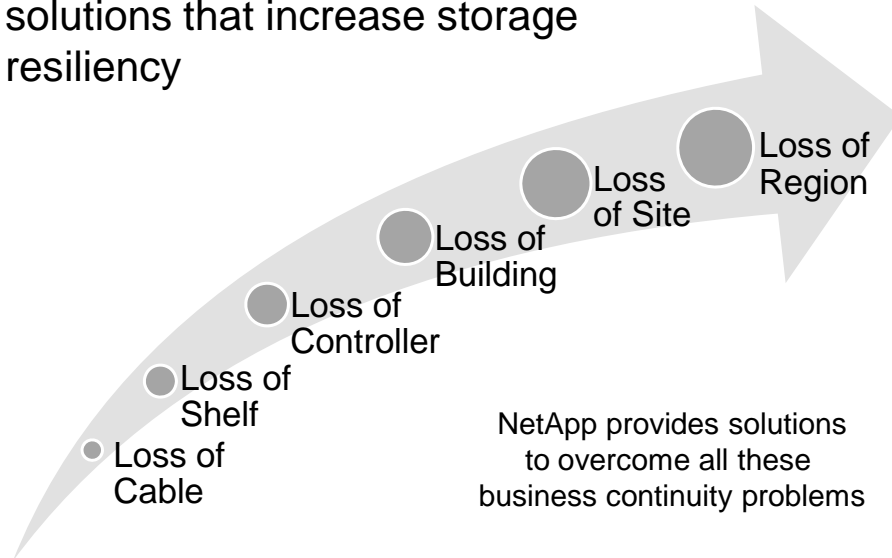 solutions that increase storage
resiliency
Loss of
Region
Loss
of Site
Loss of
Building
Loss of
Controller
Loss of
Shelf
Loss of
Cable
NetApp provides solutions
to overcome all these
business continuity problems